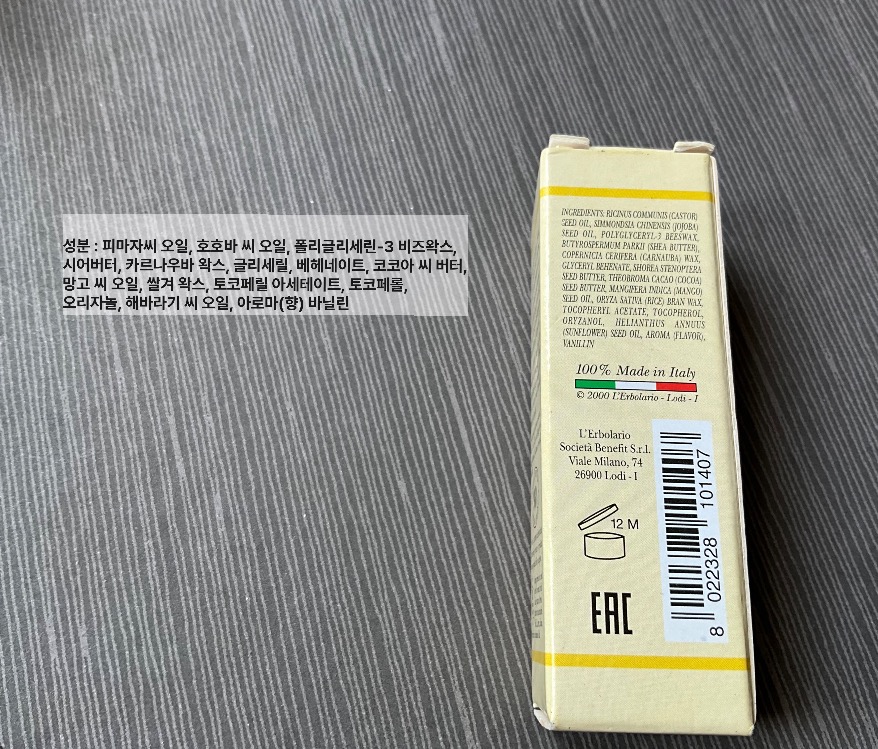 성분 : 피마자씨 오일, 호호바 씨 오일, 폴리글리세린-3 비즈왁스,
시어버터, 카르나우바 왁스, 글리세릴, 베헤네이트, 코코아 씨 버터,
망고 씨 오일, 쌀겨 왁스, 토코페릴 아세테이트, 토코페롤,
오리자놀, 해바라기 씨 오일, 아로마(향) 바닐린
INGREDIENTS: RICINUS COMMUNIS (CASTOR)
SEED OIL, SIMMONDSIA CHINENSIS (JOJOBA)
SEED OIL, POLYGLYCERYL-3 BEESWAX,
BUTYROSPERMUM PARKII (SHEA BUTTER),
COPERNICIA CERIFERA (CARNAUBA) WAX,
GLYCERYL BEHENATE, SHOREA STENOPTERA
SEED BUTTER, THEOBROMA CACAO (COCOA)
SEED BUTTER, MANGIFERA INDICA (MANGO)
SEED OIL, ORYZA SATIVA (RICE) BRAN WAX,
TOCOPHERYL ACETATE, TOCOPHEROL,
ORYZANOL, HELIANTHUS ANNUUS
(SUNFLOWER) SEED OIL, AROMA (FLAVOR),
VANILLIN
100% Made in Italy
© 2000 L'Erbolario - Lodi - I
L'Erbolario
Società Benefit S.r.l.
Viale Milano, 74
26900 Lodi - I
12 M
EAC
8 022328 101407